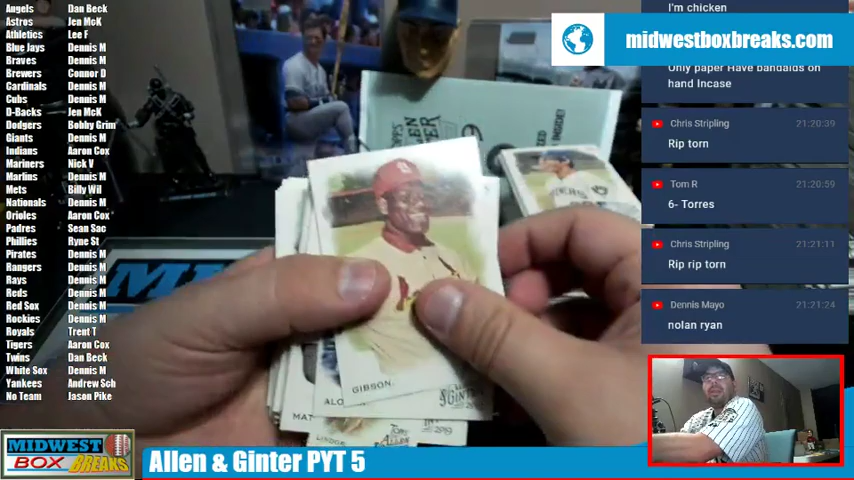 Angels Dan Beck
Astros Jen McK
Athletics Lee F
Blue Jays Dennis M
Braves Dennis M
Brewers Connor D
Cardinals Dennis M
Cubs Dennis M
D-Backs Jen McK
Dodgers Bobby Grim
Giants Dennis M
Indians Aaron Cox
Mariners Nick V
Marlins Dennis M
Mets Billy Wil
Nationals Dennis M
Orioles Aaron Cox
Padres Sean Sac
Phillies Ryne St
Pirates Dennis M
Rangers Dennis M
Rays Dennis M
Reds Dennis M
Red Sox Dennis M
Rockies Dennis M
Royals Trent T
Tigers Aaron Cox
Twins Dan Beck
White Sox Dennis M
Yankees Andrew Sch
No Team Jason Pike
MIDWEST
BOX BREAKS
Allen & Ginter PYT 5
GIBSON
GINTER
ALO
MAT
LINDOR
2019
I'm chicken
midwestboxbreaks.com
Only paper Have bandaids on
hand Incase
Chris Stripling 21:20:39
Rip torn
Tom R 21:20:59
6- Torres
Chris Stripling 21:21:11
Rip rip torn
Dennis Mayo 21:21:24
nolan ryan